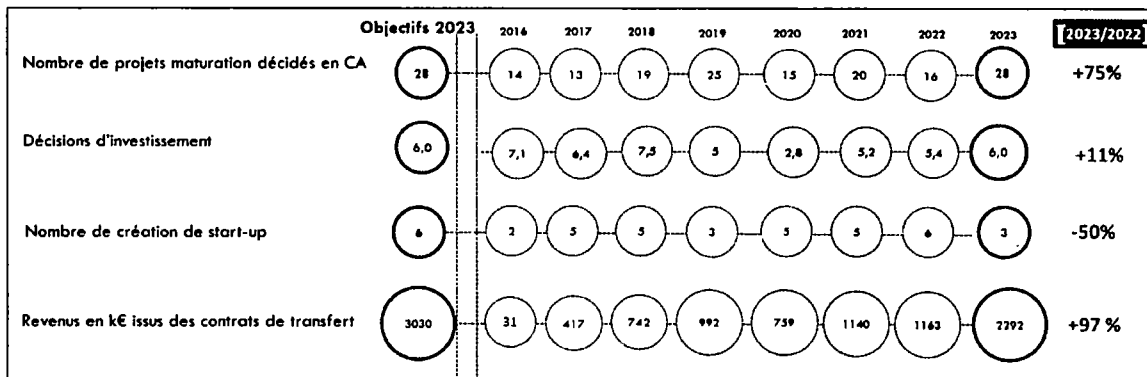 Objectifs 2023 2016 2017 2018 2019 2020 2021 2022 2023 [2023/2022]
Nombre de projets maturation décidés en CA 28 14 13 19 25 15 20 16 28 +75%
Décisions d'investissement 6,0 7,1 6,4 7,5 5 2,8 5,2 5,4 6,0 +11%
Nombre de création de start-up 6 2 5 5 3 5 5 6 3 -50%
Revenus en k€ issus des contrats de transfert 3030 31 417 742 992 759 1140 1163 2292 +97 %